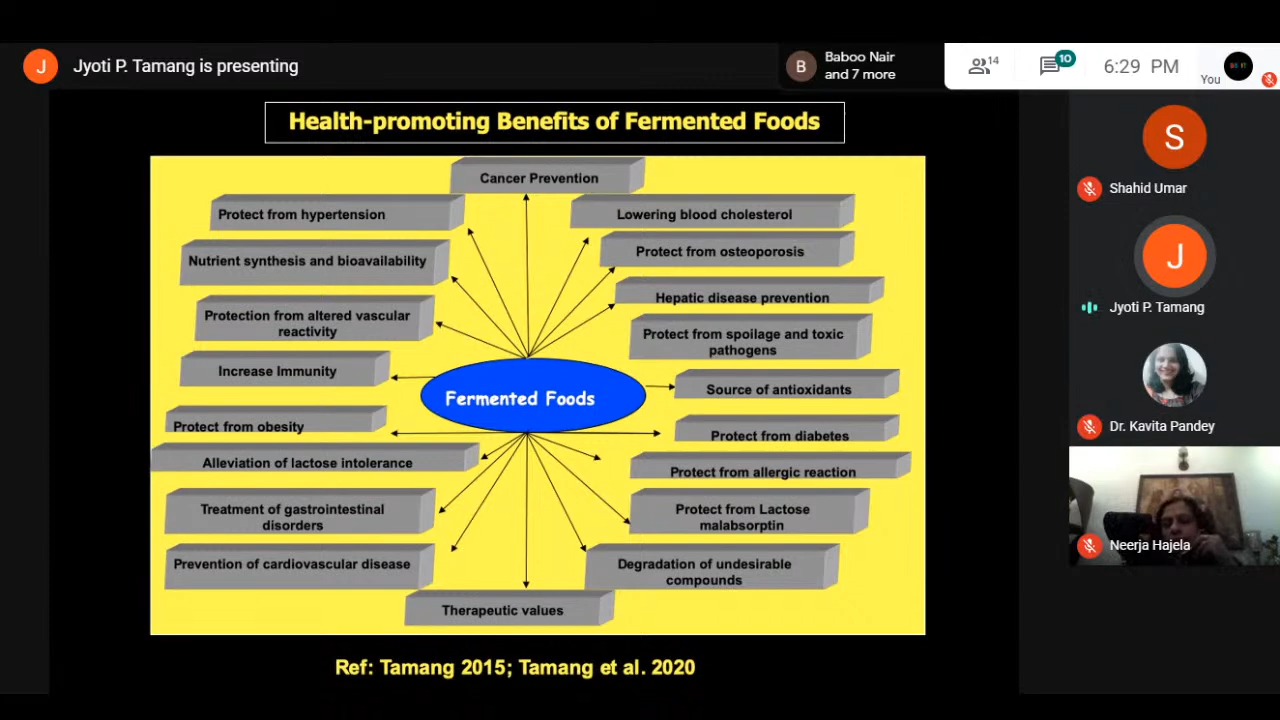 J
Jyoti P. Tamang is presenting
B
Baboo Nair
and 7 more
14
10
6:29 PM
You
Health-promoting Benefits of Fermented Foods
Cancer Prevention
Protect from hypertension
Lowering blood cholesterol
Nutrient synthesis and bioavailability
Protect from osteoporosis
Hepatic disease prevention
Protection from altered vascular
reactivity
Protect from spoilage and toxic
pathogens
Increase Immunity
Source of antioxidants
Fermented Foods
Protect from obesity
Protect from diabetes
Alleviation of lactose intolerance
Protect from allergic reaction
Treatment of gastrointestinal
disorders
Protect from Lactose
malabsorptin
Prevention of cardiovascular disease
Degradation of undesirable
compounds
Therapeutic values
Ref: Tamang 2015; Tamang et al. 2020
S
Shahid Umar
J
Jyoti P. Tamang
Dr. Kavita Pandey
Neerja Hajela